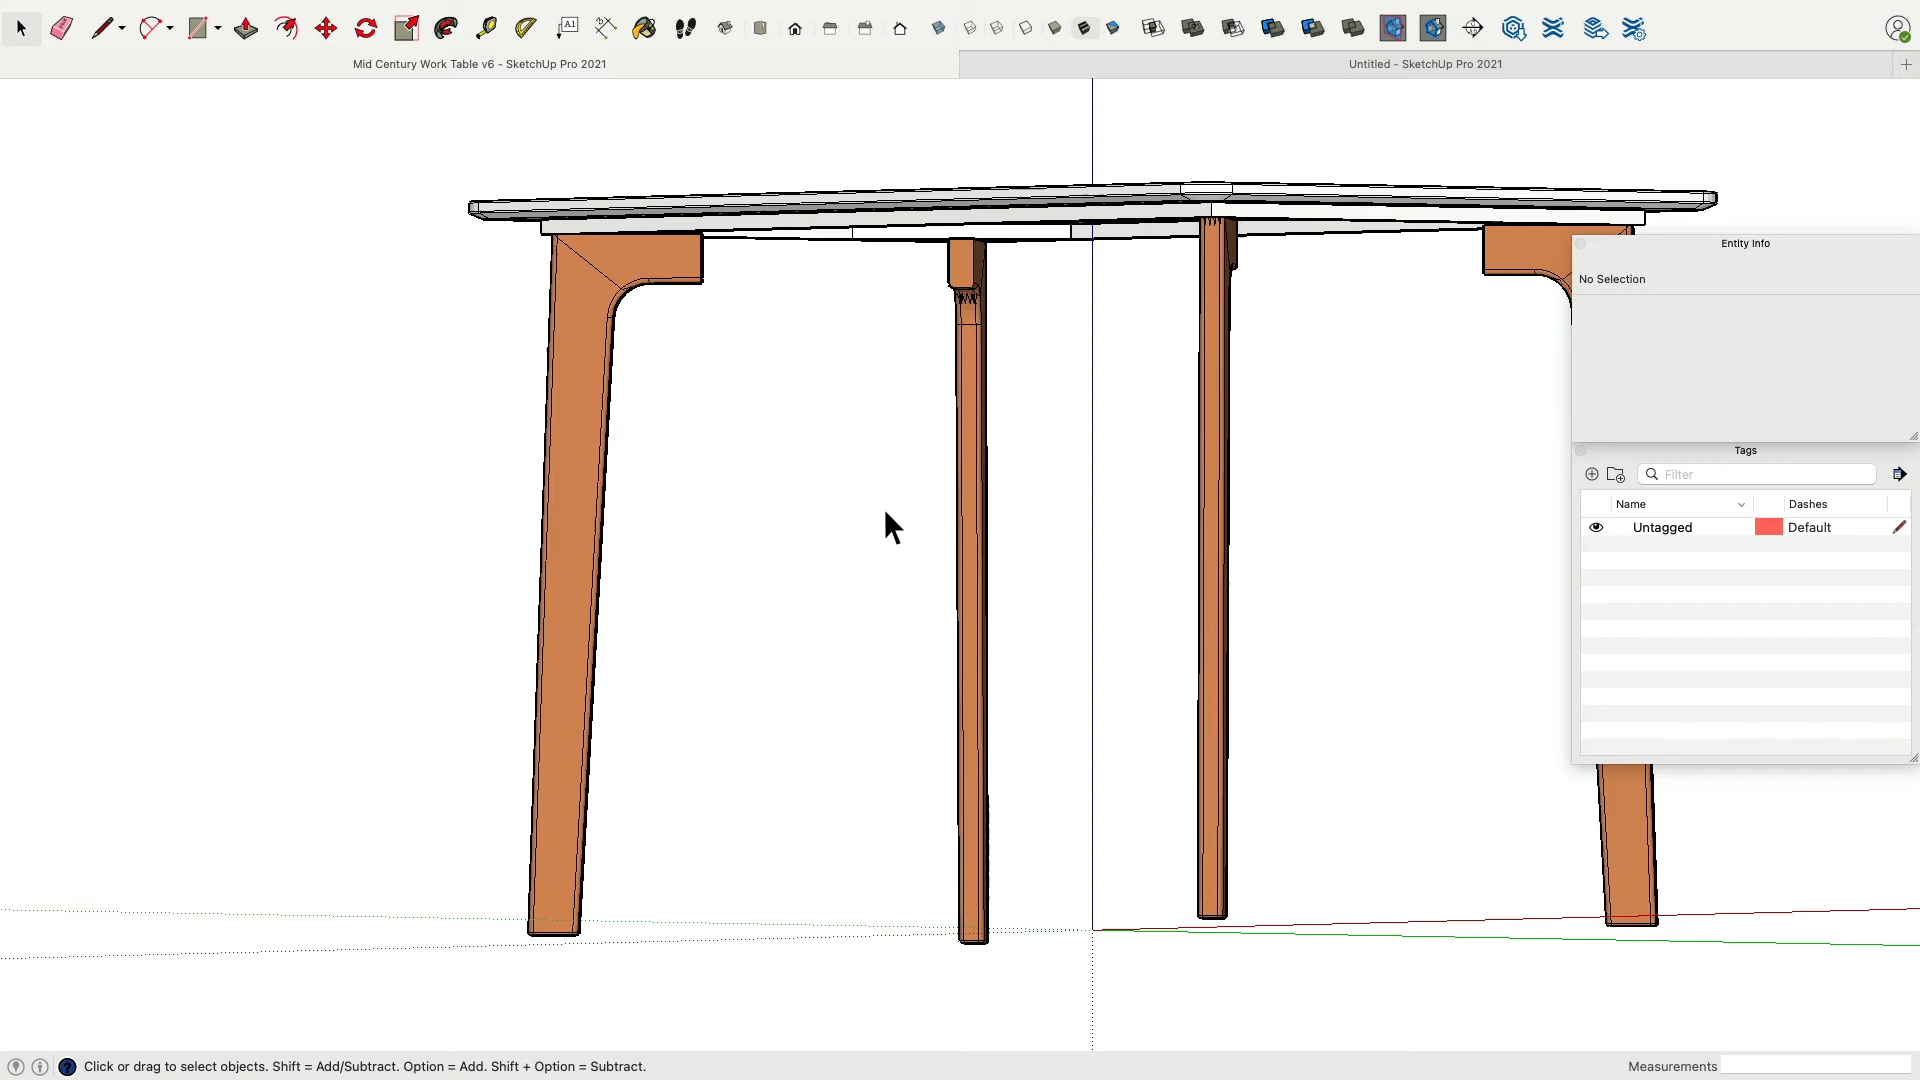 A1
Mid Century Work Table v6 - SketchUp Pro 2021
Untitled - SketchUp Pro 2021
Entity Info
No Selection
Tags
Filter
Name
Dashes
Untagged
Default
Click or drag to select objects. Shift = Add/Subtract. Option = Add. Shift + Option = Subtract.
Measurements